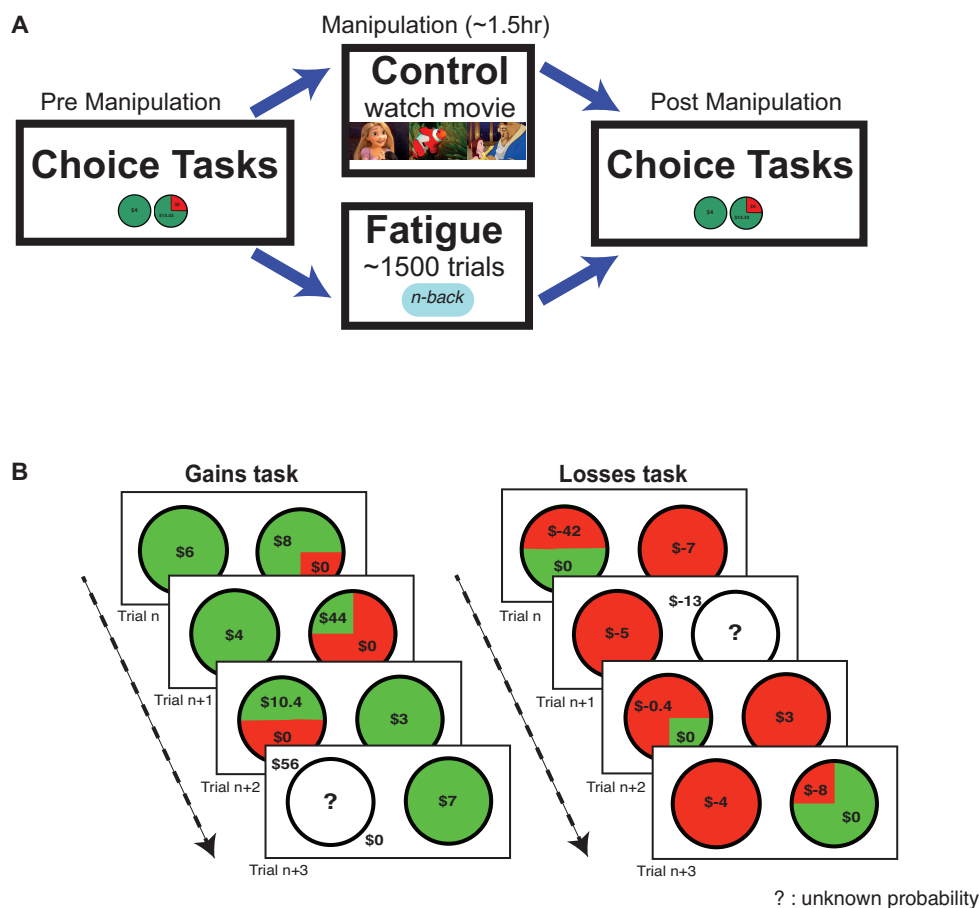 A
Manipulation (~1.5hr)
Pre Manipulation
Control
watch movie
Post Manipulation
Choice Tasks
$4
Choice Tasks
$4
Fatigue
~1500 trials
n-back
B
Gains task
Losses task
$6
$8
$0
Trial n
$-42
$0
$-7
Trial n
$4
$44
$0
Trial n+1
$-5
$-13
?
Trial n+1
$10.4
$0
$3
Trial n+2
$-0.4
$0
$3
Trial n+2
$56
?
$0
$7
Trial n+3
$-4
$-8
$0
Trial n+3
? : unknown probability